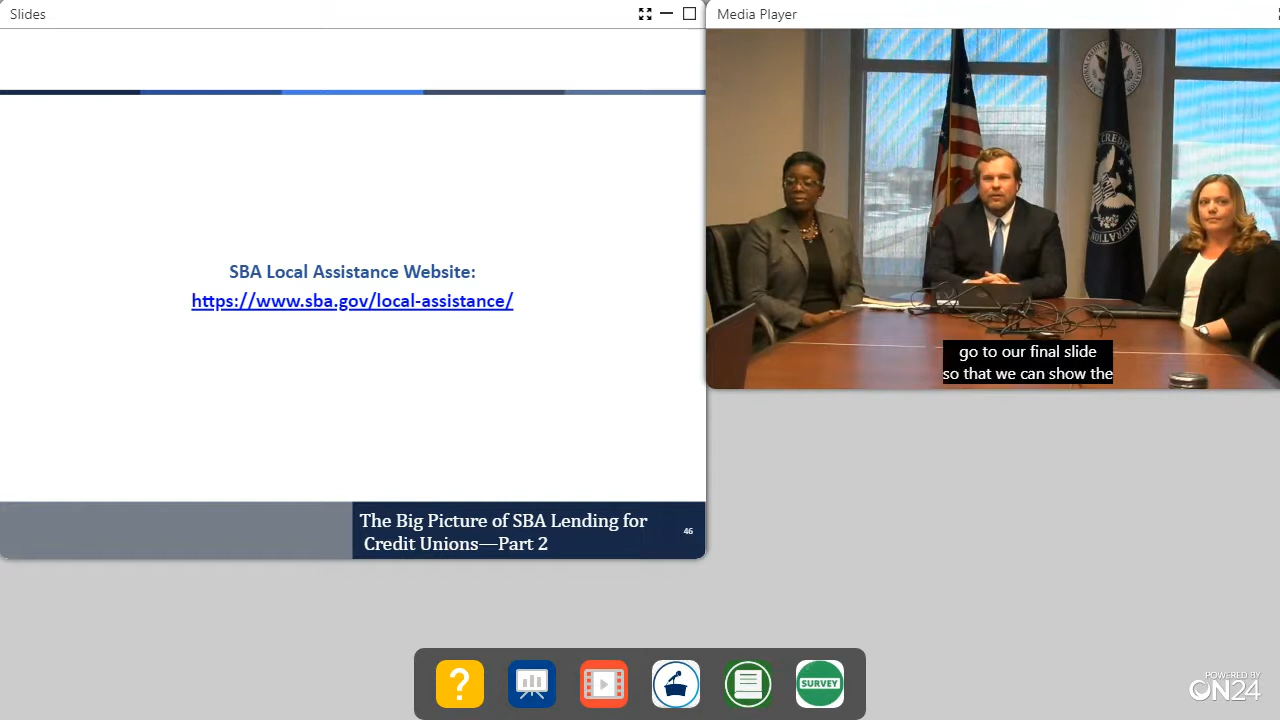 Slides
Media Player
SBA Local Assistance Website:
https://www.sba.gov/local-assistance/
The Big Picture of SBA Lending for
Credit Unions—Part 2
46
CREDIT
ADMINISTRATION
go to our final slide
so that we can show the
?
SURVEY
POWERED BY
ON24